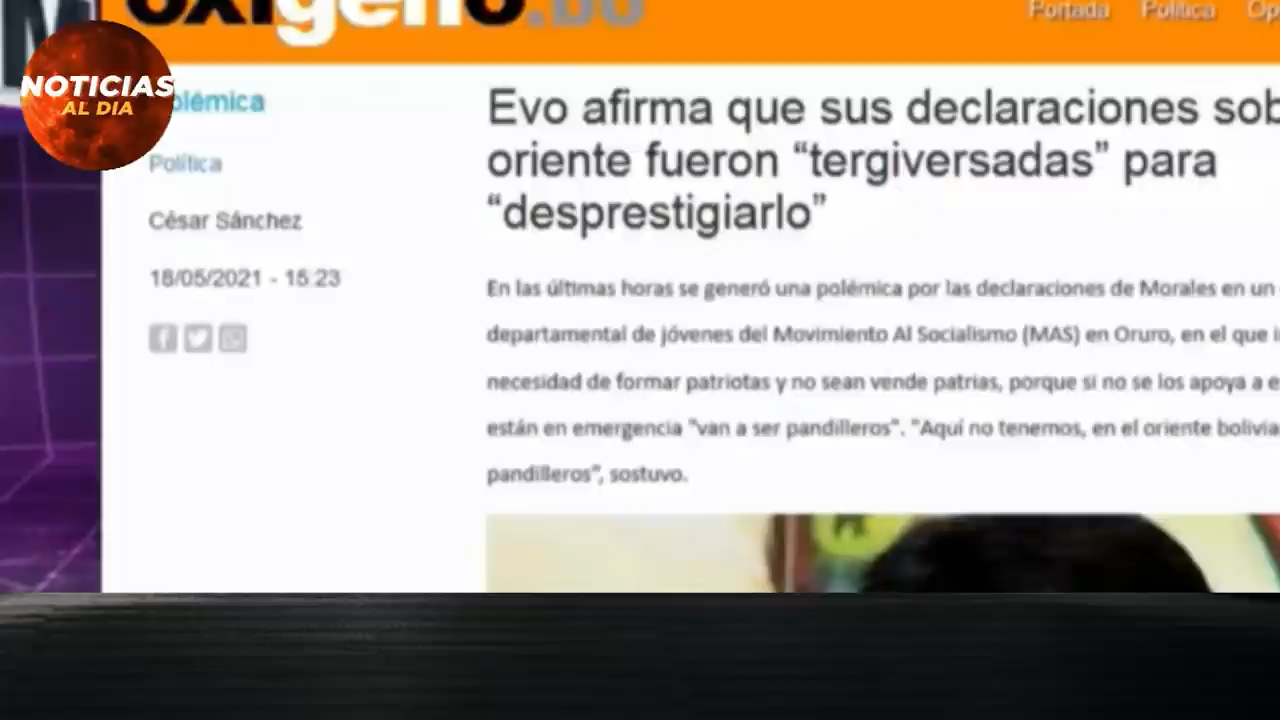 oxígeno.bo
Portada Política Op
NOTICIAS
AL DIA
olémica
Política
César Sánchez
18/05/2021 - 15:23
Evo afirma que sus declaraciones sob
oriente fueron “tergiversadas” para
“desprestigiarlo”
En las últimas horas se generó una polémica por las declaraciones de Morales en un
departamental de jóvenes del Movimiento Al Socialismo (MAS) en Oruro, en el que i
necesidad de formar patriotas y no sean vende patrias, porque si no se los apoya a e
están en emergencia "van a ser pandilleros". "Aquí no tenemos, en el oriente bolivia
pandilleros", sostuvo.